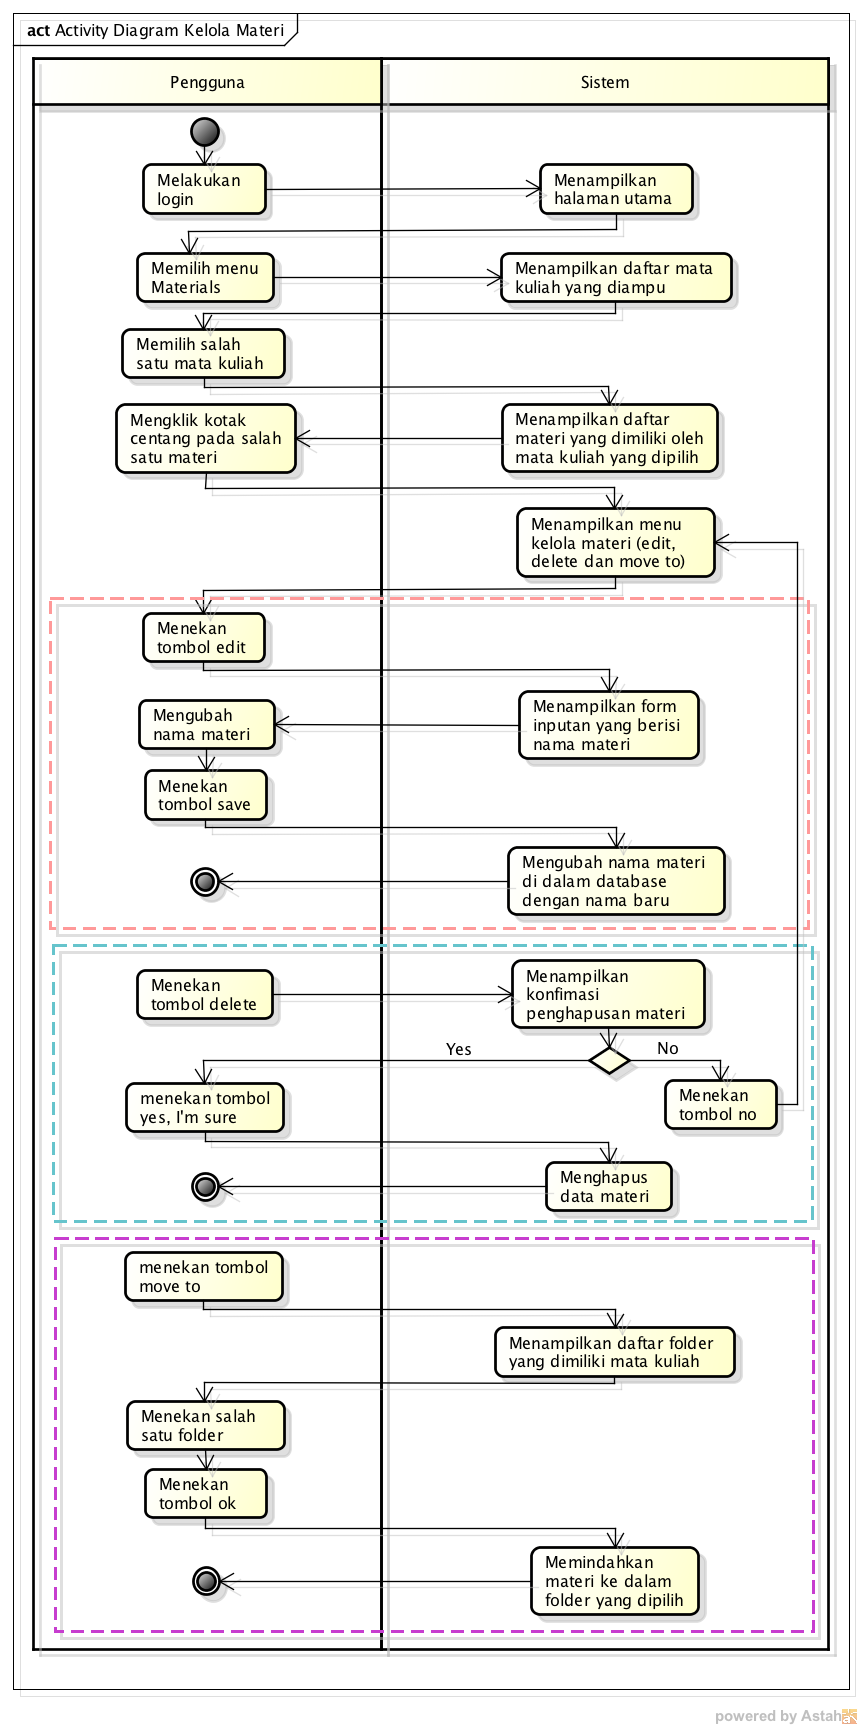 act Activity Diagram Kelola Materi
Pengguna
Sistem
Melakukan
login
Menampilkan
halaman utama
Memilih menu
Materials
Menampilkan daftar mata
kuliah yang diampu
Memilih salah
satu mata kuliah
Mengklik kotak
centang pada salah
satu materi
Menampilkan daftar
materi yang dimiliki oleh
mata kuliah yang dipilih
Menampilkan menu
kelola materi (edit,
delete dan move to)
Menekan
tombol edit
Menampilkan form
inputan yang berisi
nama materi
Mengubah
nama materi
Menekan
tombol save
Mengubah nama materi
di dalam database
dengan nama baru
Menekan
tombol delete
Menampilkan
konfimasi
penghapusan materi
Yes
No
menekan tombol
yes, I'm sure
Menekan
tombol no
Menghapus
data materi
menekan tombol
move to
Menampilkan daftar folder
yang dimiliki mata kuliah
Menekan salah
satu folder
Menekan
tombol ok
Memindahkan
materi ke dalam
folder yang dipilih
powered by Astah